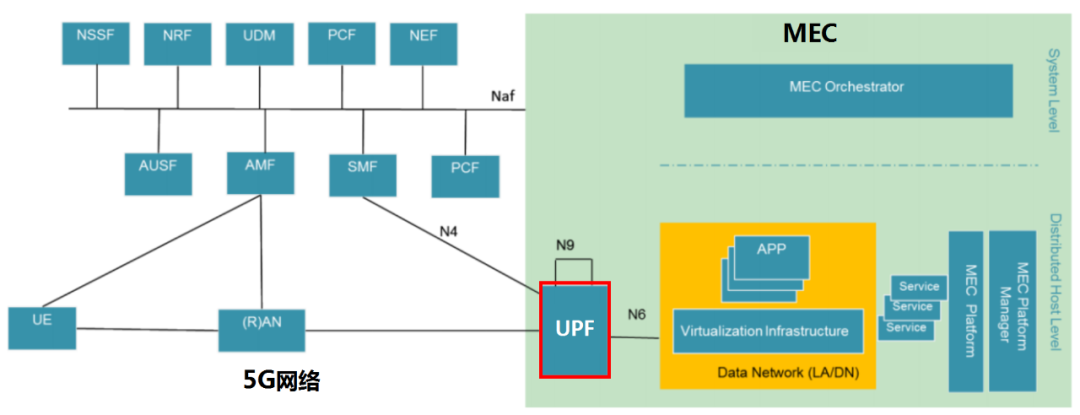 MEC
NSSF
NRF
UDM
PCF
NEF
MEC Orchestrator
System Level
Naf
AUSF
AMF
SMF
PCF
N4
N9
APP
Service
Service
Service
MEC Platform
MEC Platform
Manager
Distributed Host Level
UE
(R)AN
UPF
N6
Virtualization Infrastructure
Data Network (LA/DN)
5G网络